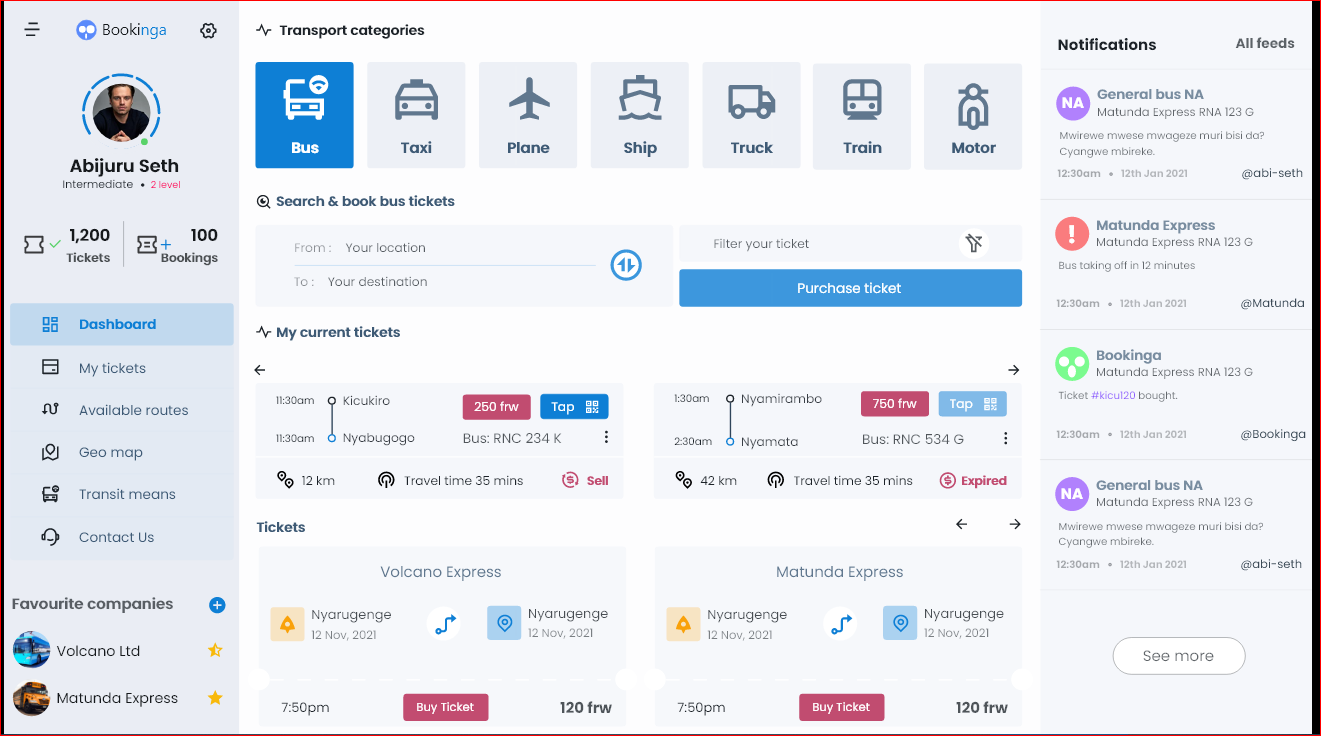 Bookinga
Abijuru Seth
Intermediate • 2 level
1,200
Tickets
100
Bookings
Dashboard
My tickets
Available routes
Geo map
Transit means
Contact Us
Favourite companies
Volcano Ltd
Matunda Express
Transport categories
Bus
Taxi
Plane
Ship
Truck
Train
Motor
Search & book bus tickets
From : Your location
To : Your destination
Filter your ticket
Purchase ticket
My current tickets
11:30am Kicukiro
250 frw
Tap
11:30am Nyabugogo
Bus: RNC 234 K
12 km
Travel time 35 mins
Sell
1:30am Nyamirambo
750 frw
Tap
2:30am Nyamata
Bus: RNC 534 G
42 km
Travel time 35 mins
Expired
Tickets
Volcano Express
Nyarugenge
12 Nov, 2021
Nyarugenge
12 Nov, 2021
7:50pm
Buy Ticket
120 frw
Matunda Express
Nyarugenge
12 Nov, 2021
Nyarugenge
12 Nov, 2021
7:50pm
Buy Ticket
120 frw
Notifications
All feeds
NA
General bus NA
Matunda Express RNA 123 G
Mwirewe mwese mwageze muri bisi da?
Cyangwe mbireke.
12:30am • 12th Jan 2021 @abi-seth
Matunda Express
Matunda Express RNA 123 G
Bus taking off in 12 minutes
12:30am • 12th Jan 2021 @Matunda
Bookinga
Matunda Express RNA 123 G
Ticket #kicu120 bought.
12:30am • 12th Jan 2021 @Bookinga
NA
General bus NA
Matunda Express RNA 123 G
Mwirewe mwese mwageze muri bisi da?
Cyangwe mbireke.
12:30am • 12th Jan 2021 @abi-seth
See more